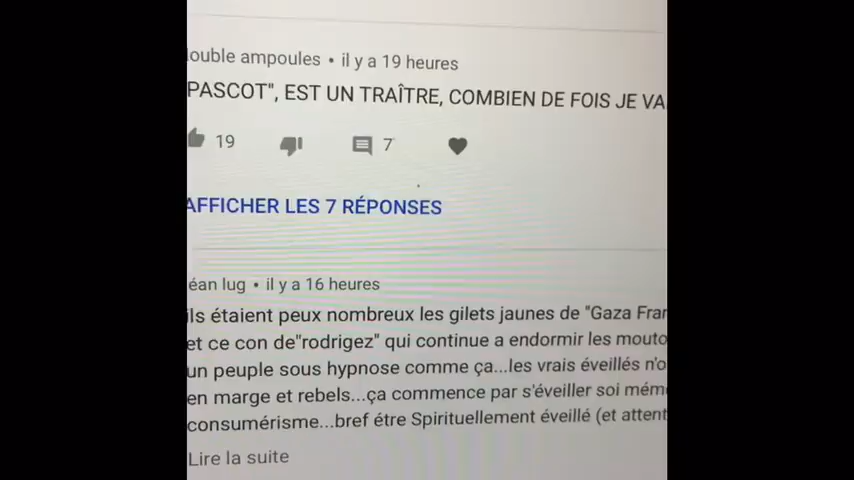 ouble ampoules • il y a 19 heures
PASCOT", EST UN TRAÎTRE, COMBIEN DE FOIS JE VA
19
7
AFFICHER LES 7 RÉPONSES
éan lug • il y a 16 heures
ils étaient peux nombreux les gilets jaunes de "Gaza Fran
et ce con de"rodrigez" qui continue a endormir les mouto
un peuple sous hypnose comme ça...les vrais éveillés n'o
en marge et rebels...ça commence par s'éveiller soi mém
consumérisme...bref étre Spirituellement éveillé (et attent
Lire la suite